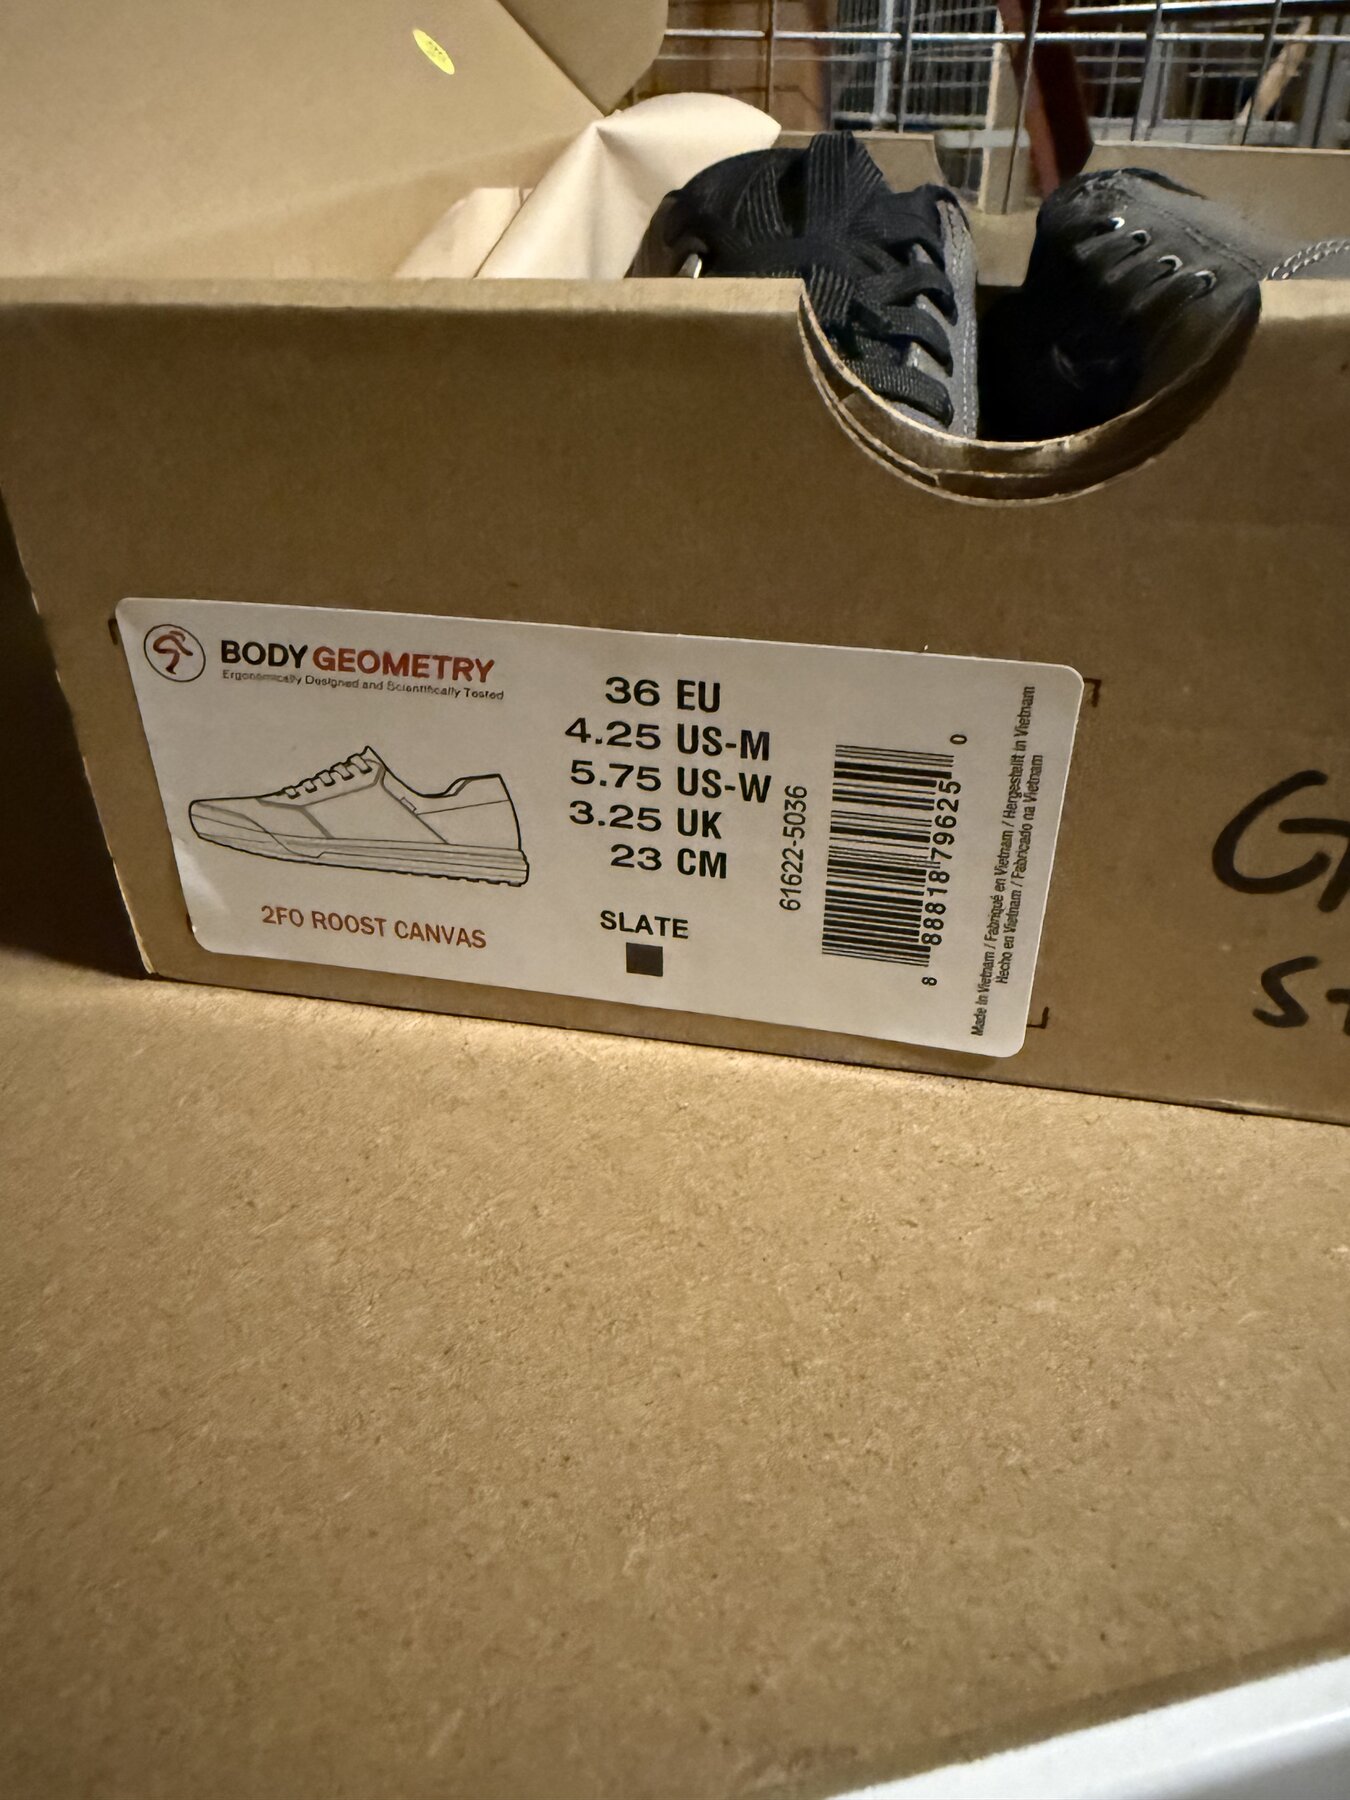 BODY GEOMETRY
Ergonomically Designed and Scientifically Tested
36 EU
4.25 US-M
5.75 US-W
3.25 UK
23 CM
2FO ROOST CANVAS
SLATE
61622-5036
8 88818 79625 0
Made in Vietnam / Fabriqué en Vietnam / Hergestellt in Vietnam
Hecho en Vietnam / Fabricado na Vietnam